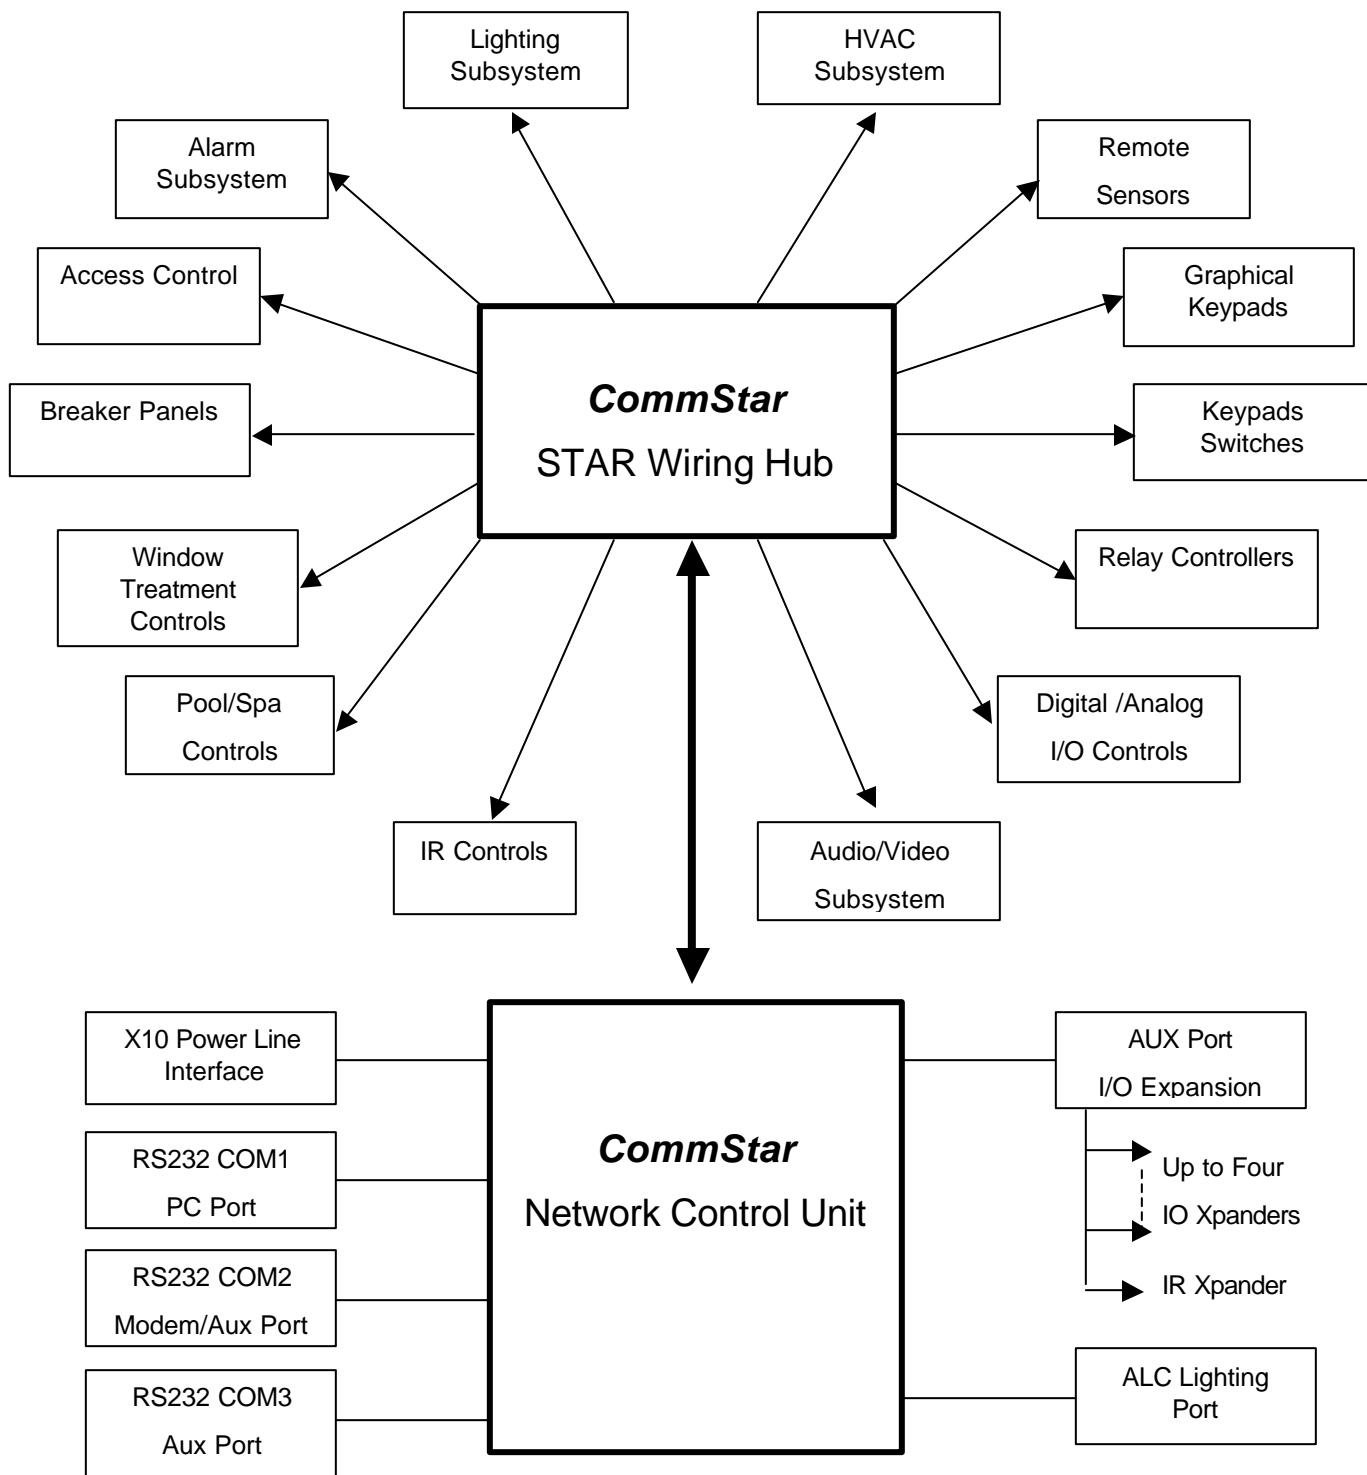 Lighting
Subsystem
HVAC
Subsystem
Alarm
Subsystem
Remote
Sensors
Access Control
Graphical
Keypads
Breaker Panels
CommStar
STAR Wiring Hub
Keypads
Switches
Window
Treatment
Controls
Relay Controllers
Pool/Spa
Controls
Digital /Analog
I/O Controls
IR Controls
Audio/Video
Subsystem
X10 Power Line
Interface
AUX Port
I/O Expansion
RS232 COM1
PC Port
CommStar
Network Control Unit
Up to Four
IO Xpanders
IR Xpander
RS232 COM2
Modem/Aux Port
RS232 COM3
Aux Port
ALC Lighting
Port